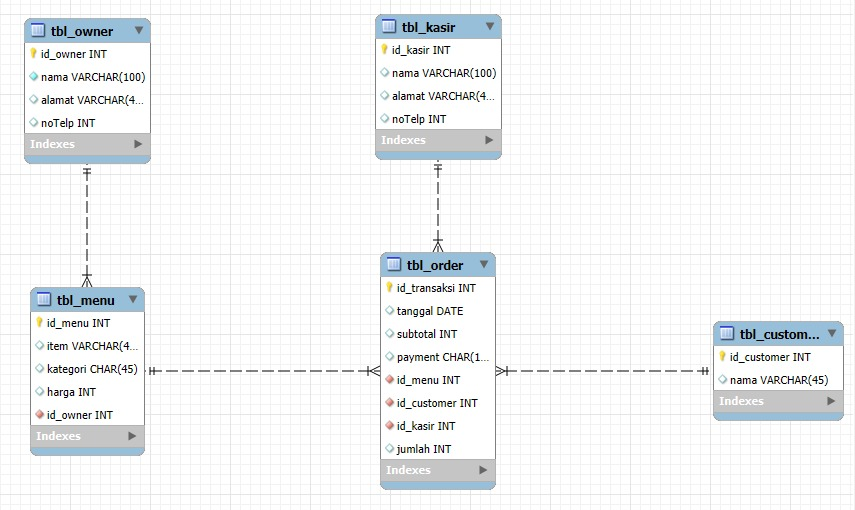 tbl_owner
id_owner INT
nama VARCHAR(100)
alamat VARCHAR(4...
noTelp INT
Indexes
tbl_kasir
id_kasir INT
nama VARCHAR(100)
alamat VARCHAR(4...
noTelp INT
Indexes
tbl_menu
id_menu INT
item VARCHAR(4...
kategori CHAR(45)
harga INT
id_owner INT
Indexes
tbl_order
id_transaksi INT
tanggal DATE
subtotal INT
payment CHAR(1...
id_menu INT
id_customer INT
id_kasir INT
jumlah INT
Indexes
tbl_custom...
id_customer INT
nama VARCHAR(45)
Indexes